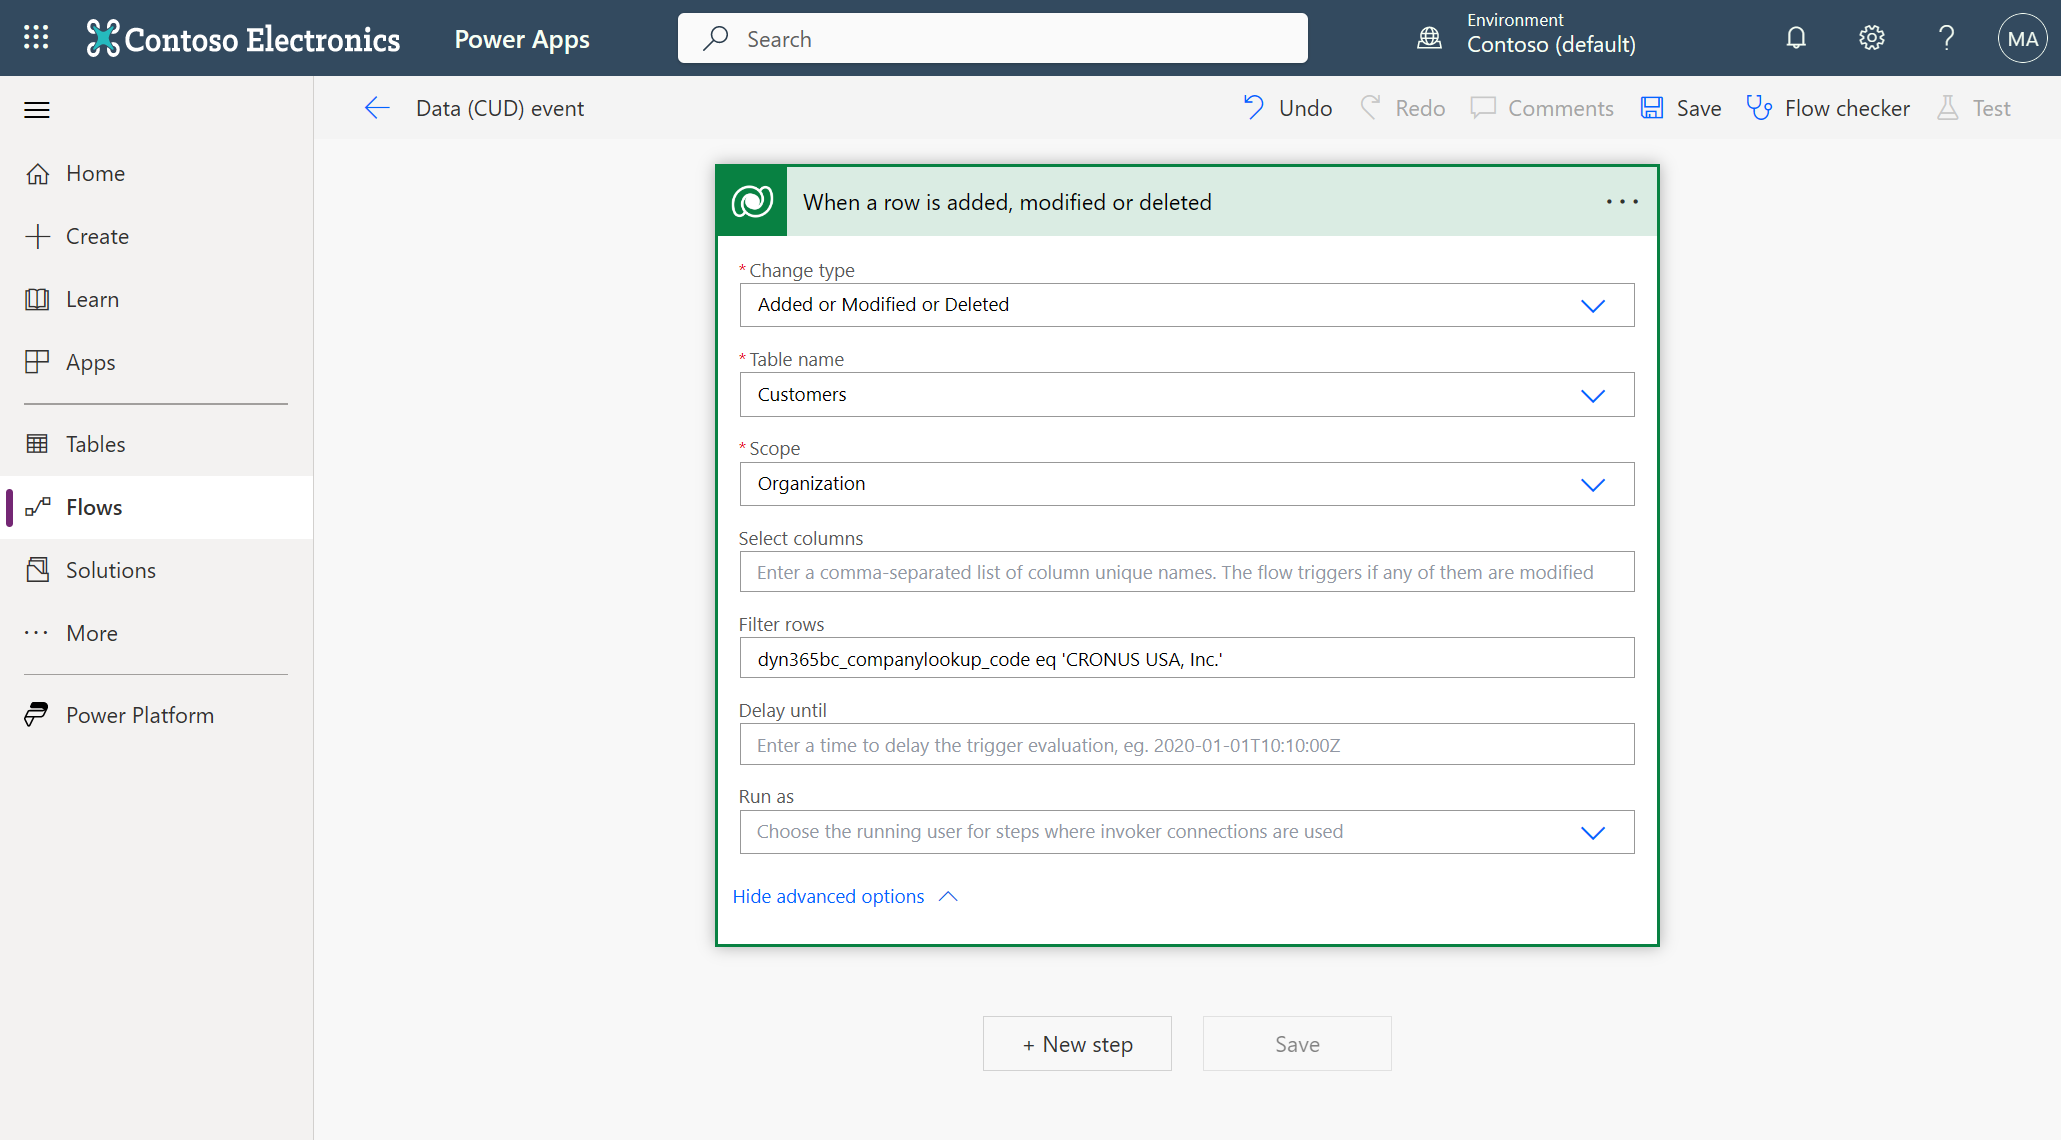 Contoso Electronics
Power Apps
Search
Environment
Contoso (default)
?
MA
Data (CUD) event
Undo
Redo
Comments
Save
Flow checker
Test
Home
Create
Learn
Apps
Tables
Flows
Solutions
More
Power Platform
When a row is added, modified or deleted
* Change type
Added or Modified or Deleted
* Table name
Customers
* Scope
Organization
Select columns
Enter a comma-separated list of column unique names. The flow triggers if any of them are modified
Filter rows
dyn365bc_companylookup_code eq 'CRONUS USA, Inc.'
Delay until
Enter a time to delay the trigger evaluation, eg. 2020-01-01T10:10:00Z
Run as
Choose the running user for steps where invoker connections are used
Hide advanced options
+ New step
Save